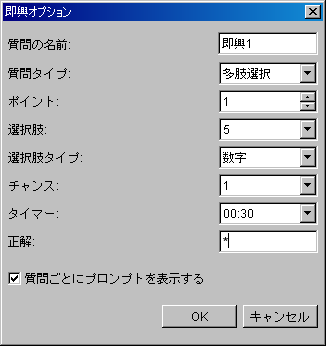 即興オプション
質問の名前: 即興1
質問タイプ: 多肢選択
ポイント: 1
選択肢: 5
選択肢タイプ: 数字
チャンス: 1
タイマー: 00:30
正解: *
質問ごとにプロンプトを表示する
OK キャンセル